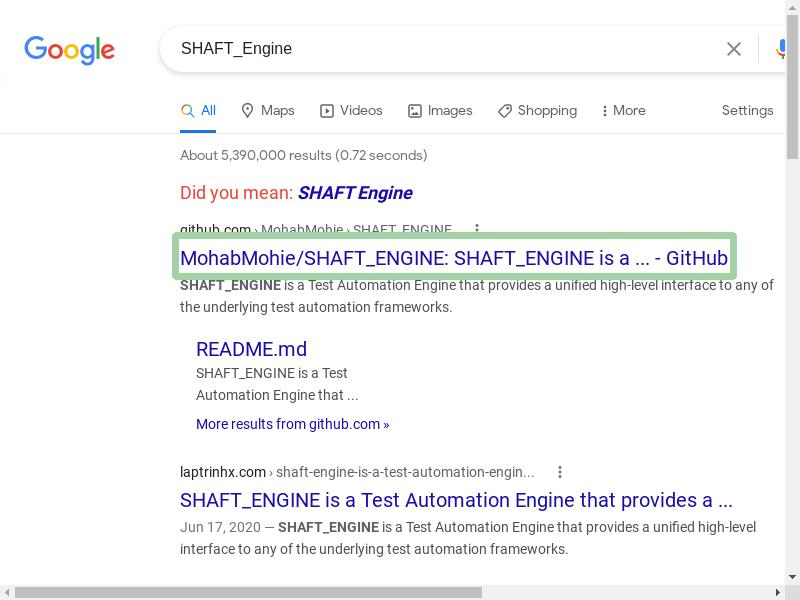 Google
SHAFT_Engine
All Maps Videos Images Shopping More Settings
About 5,390,000 results (0.72 seconds)
Did you mean: SHAFT Engine
github.com › MohabMohie › SHAFT_ENGINE
MohabMohie/SHAFT_ENGINE: SHAFT_ENGINE is a ... - GitHub
SHAFT_ENGINE is a Test Automation Engine that provides a unified high-level interface to any of
the underlying test automation frameworks.
README.md
SHAFT_ENGINE is a Test
Automation Engine that ...
More results from github.com »
laptrinhx.com › shaft-engine-is-a-test-automation-engin...
SHAFT_ENGINE is a Test Automation Engine that provides a ...
Jun 17, 2020 — SHAFT_ENGINE is a Test Automation Engine that provides a unified high-level
interface to any of the underlying test automation frameworks.